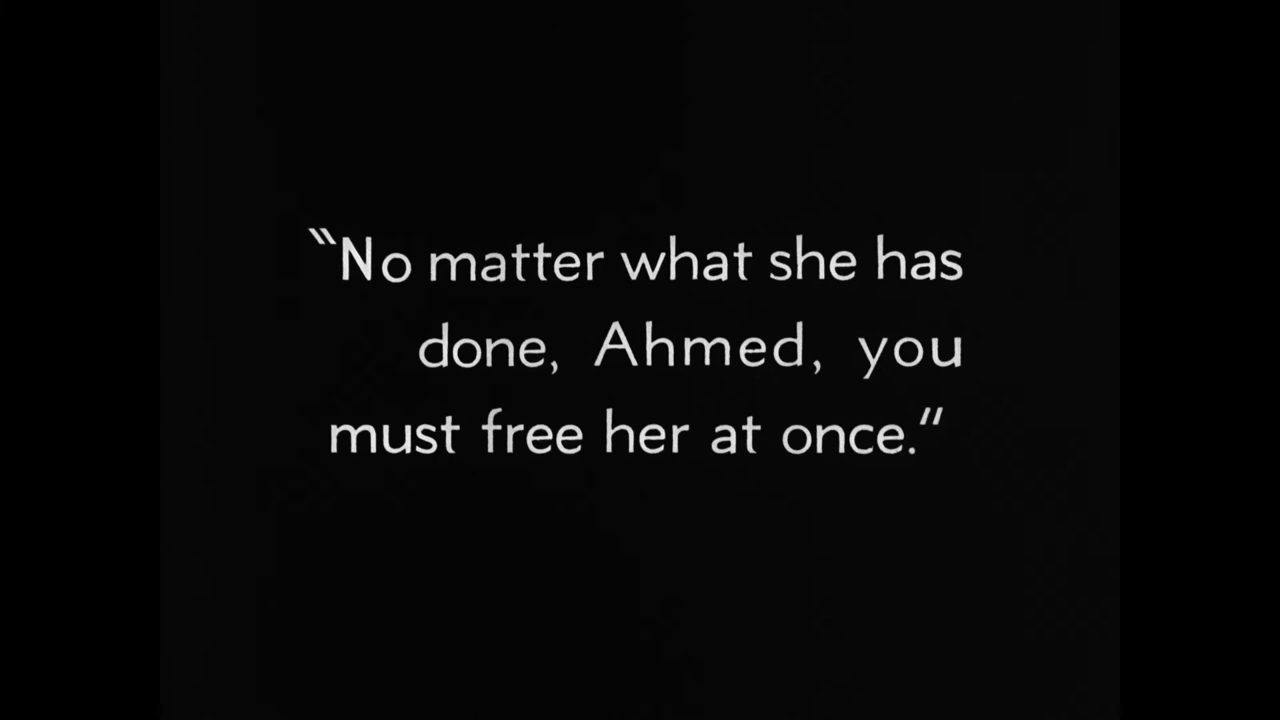 “No matter what she has
done, Ahmed, you
must free her at once.”